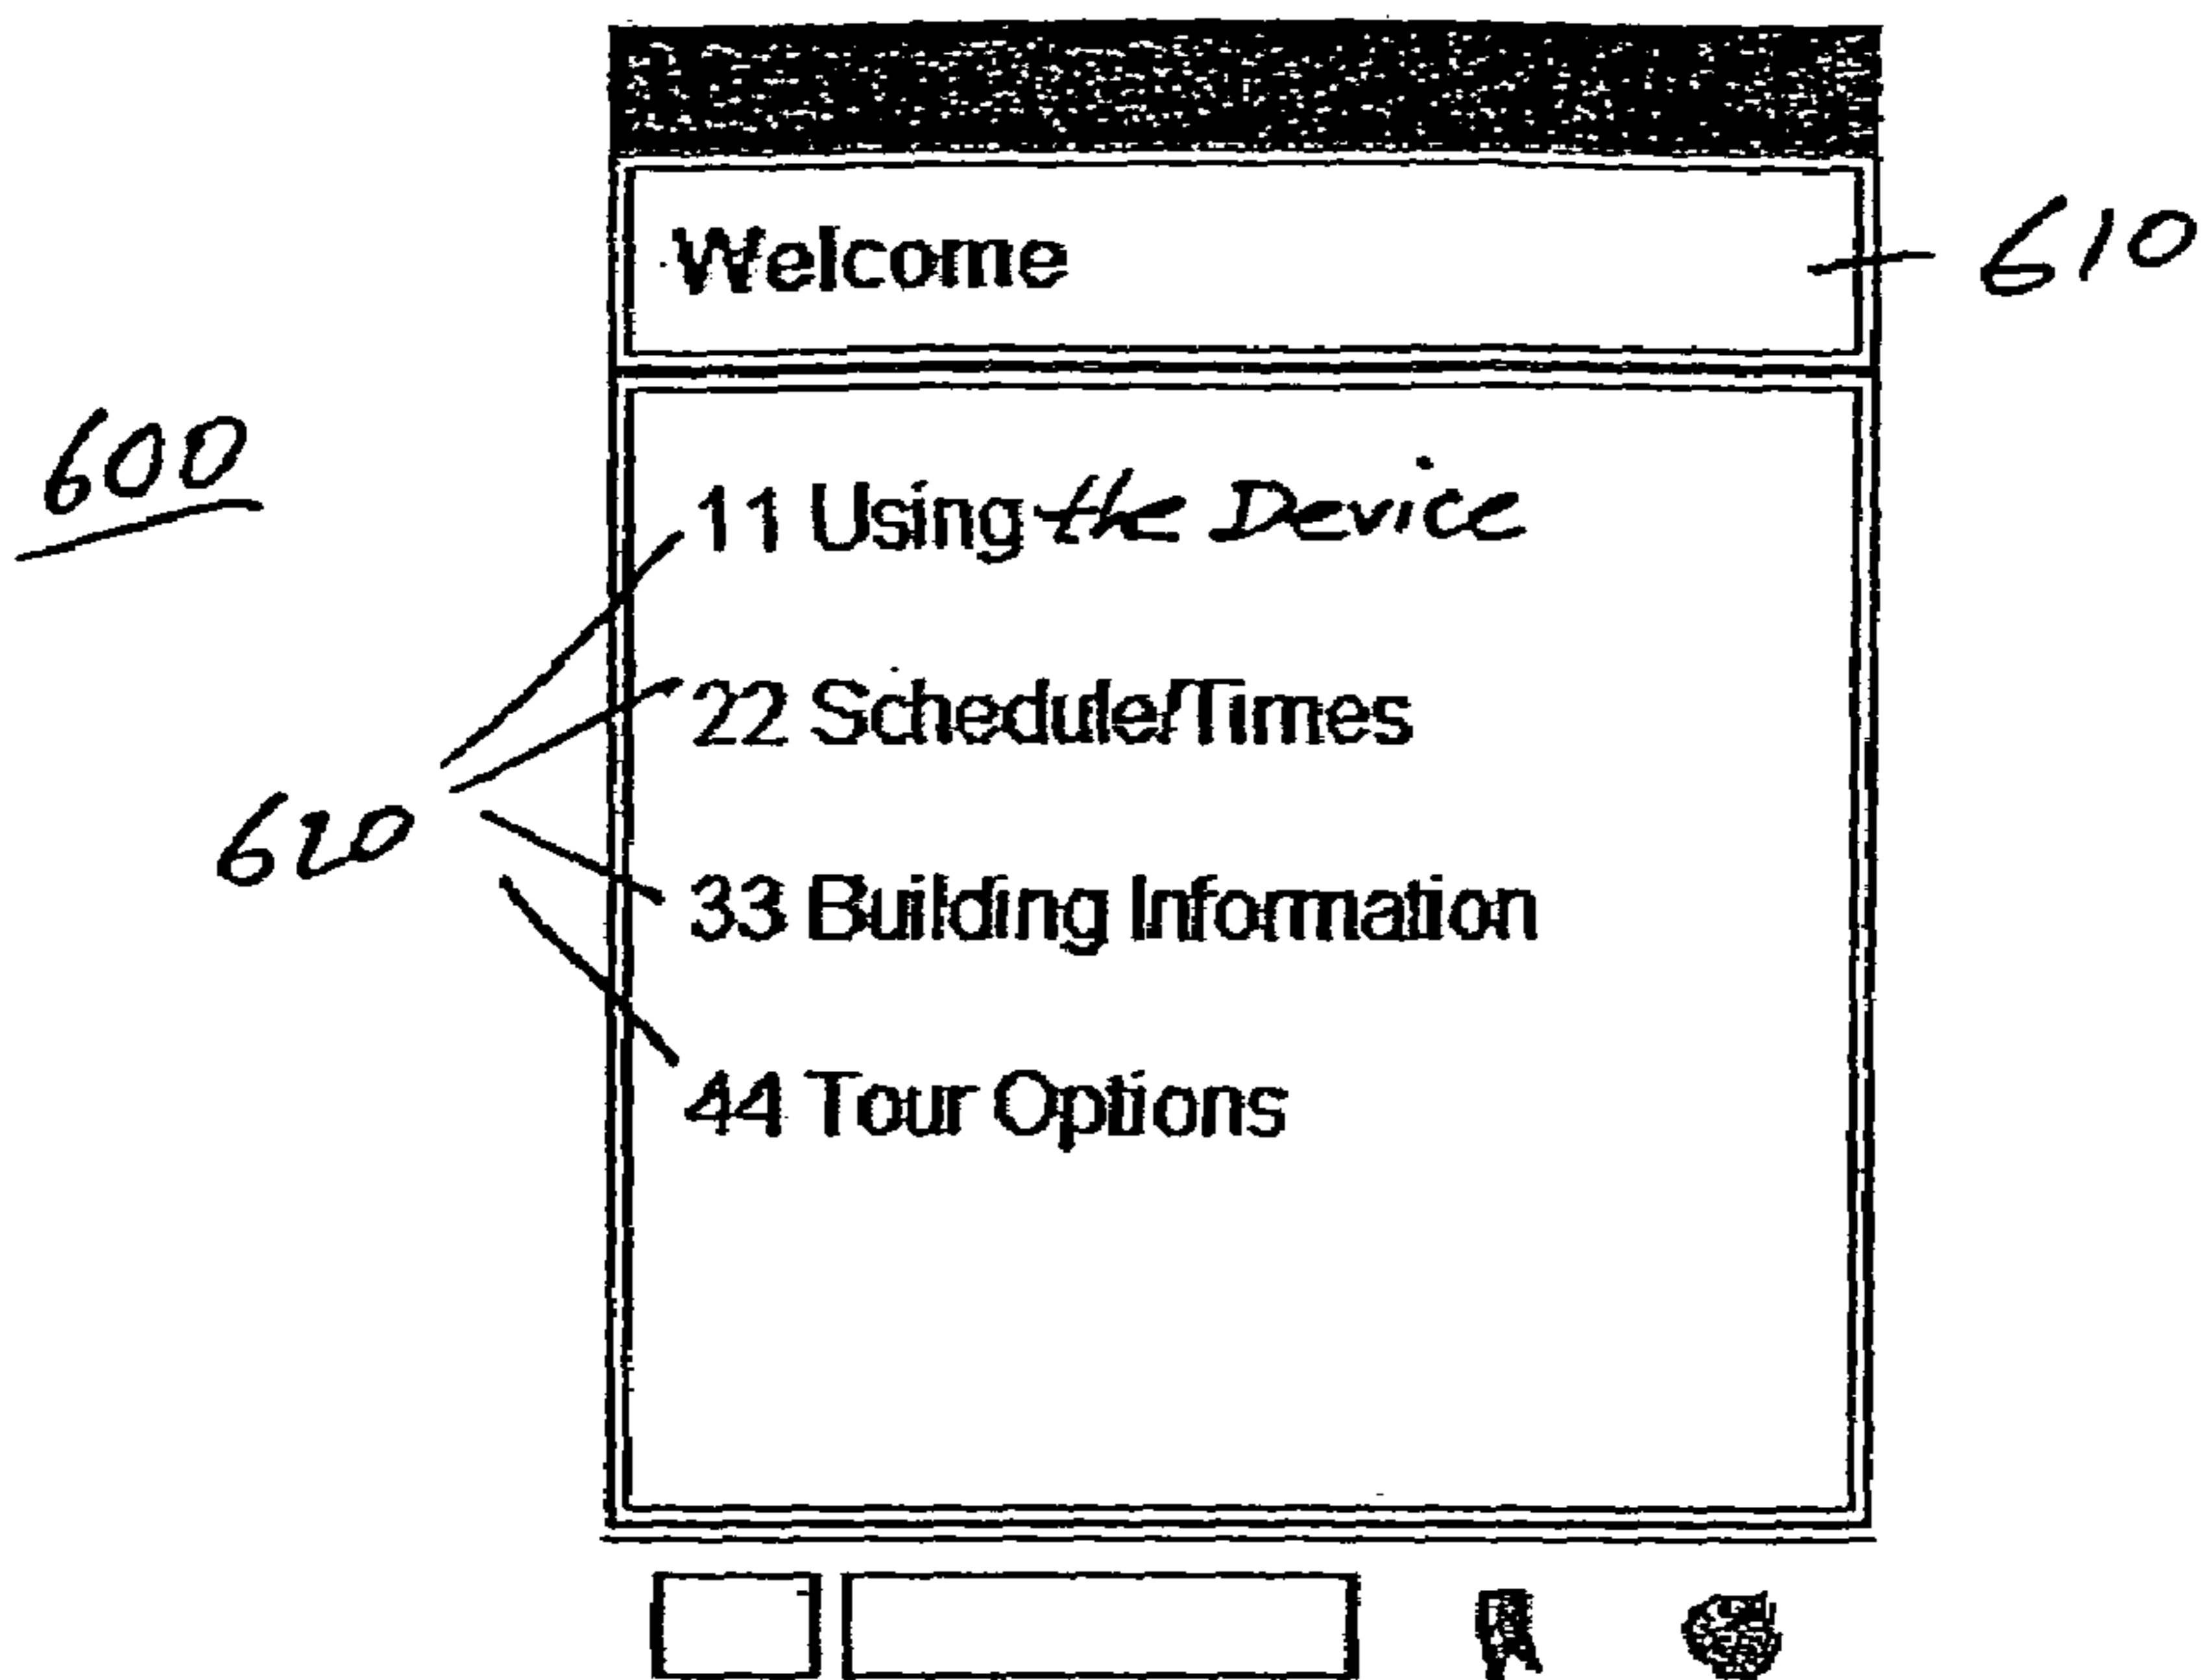 Welcome
610
600
11 Using the Device
22 Schedule/Times
620
33 Building Information
44 Tour Options